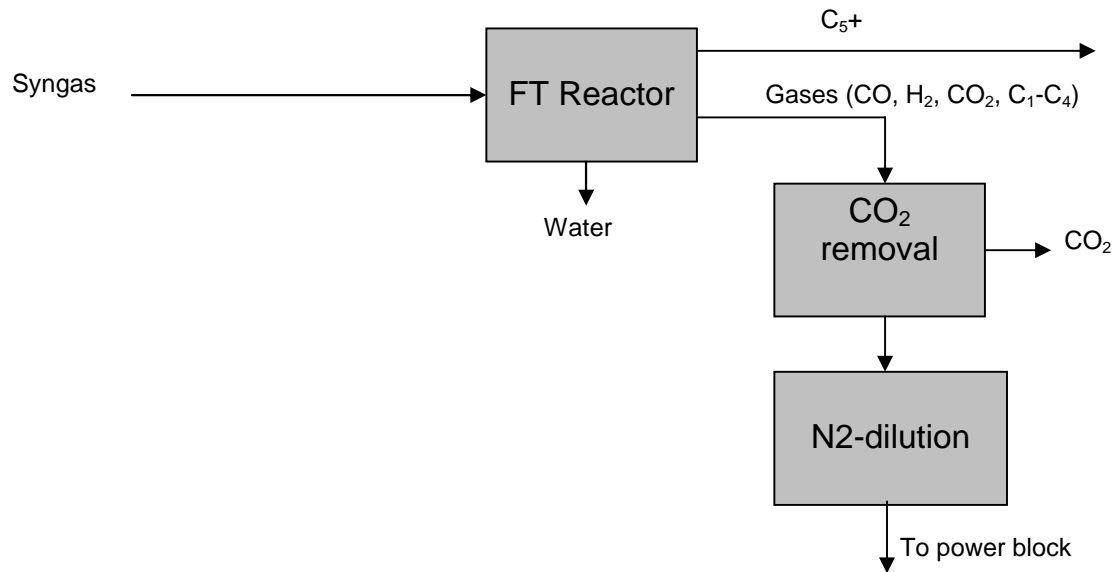 C₅+
Syngas
FT Reactor
Gases (CO, H₂, CO₂, C₁-C₄)
Water
CO₂
removal
CO₂
N2-dilution
To power block